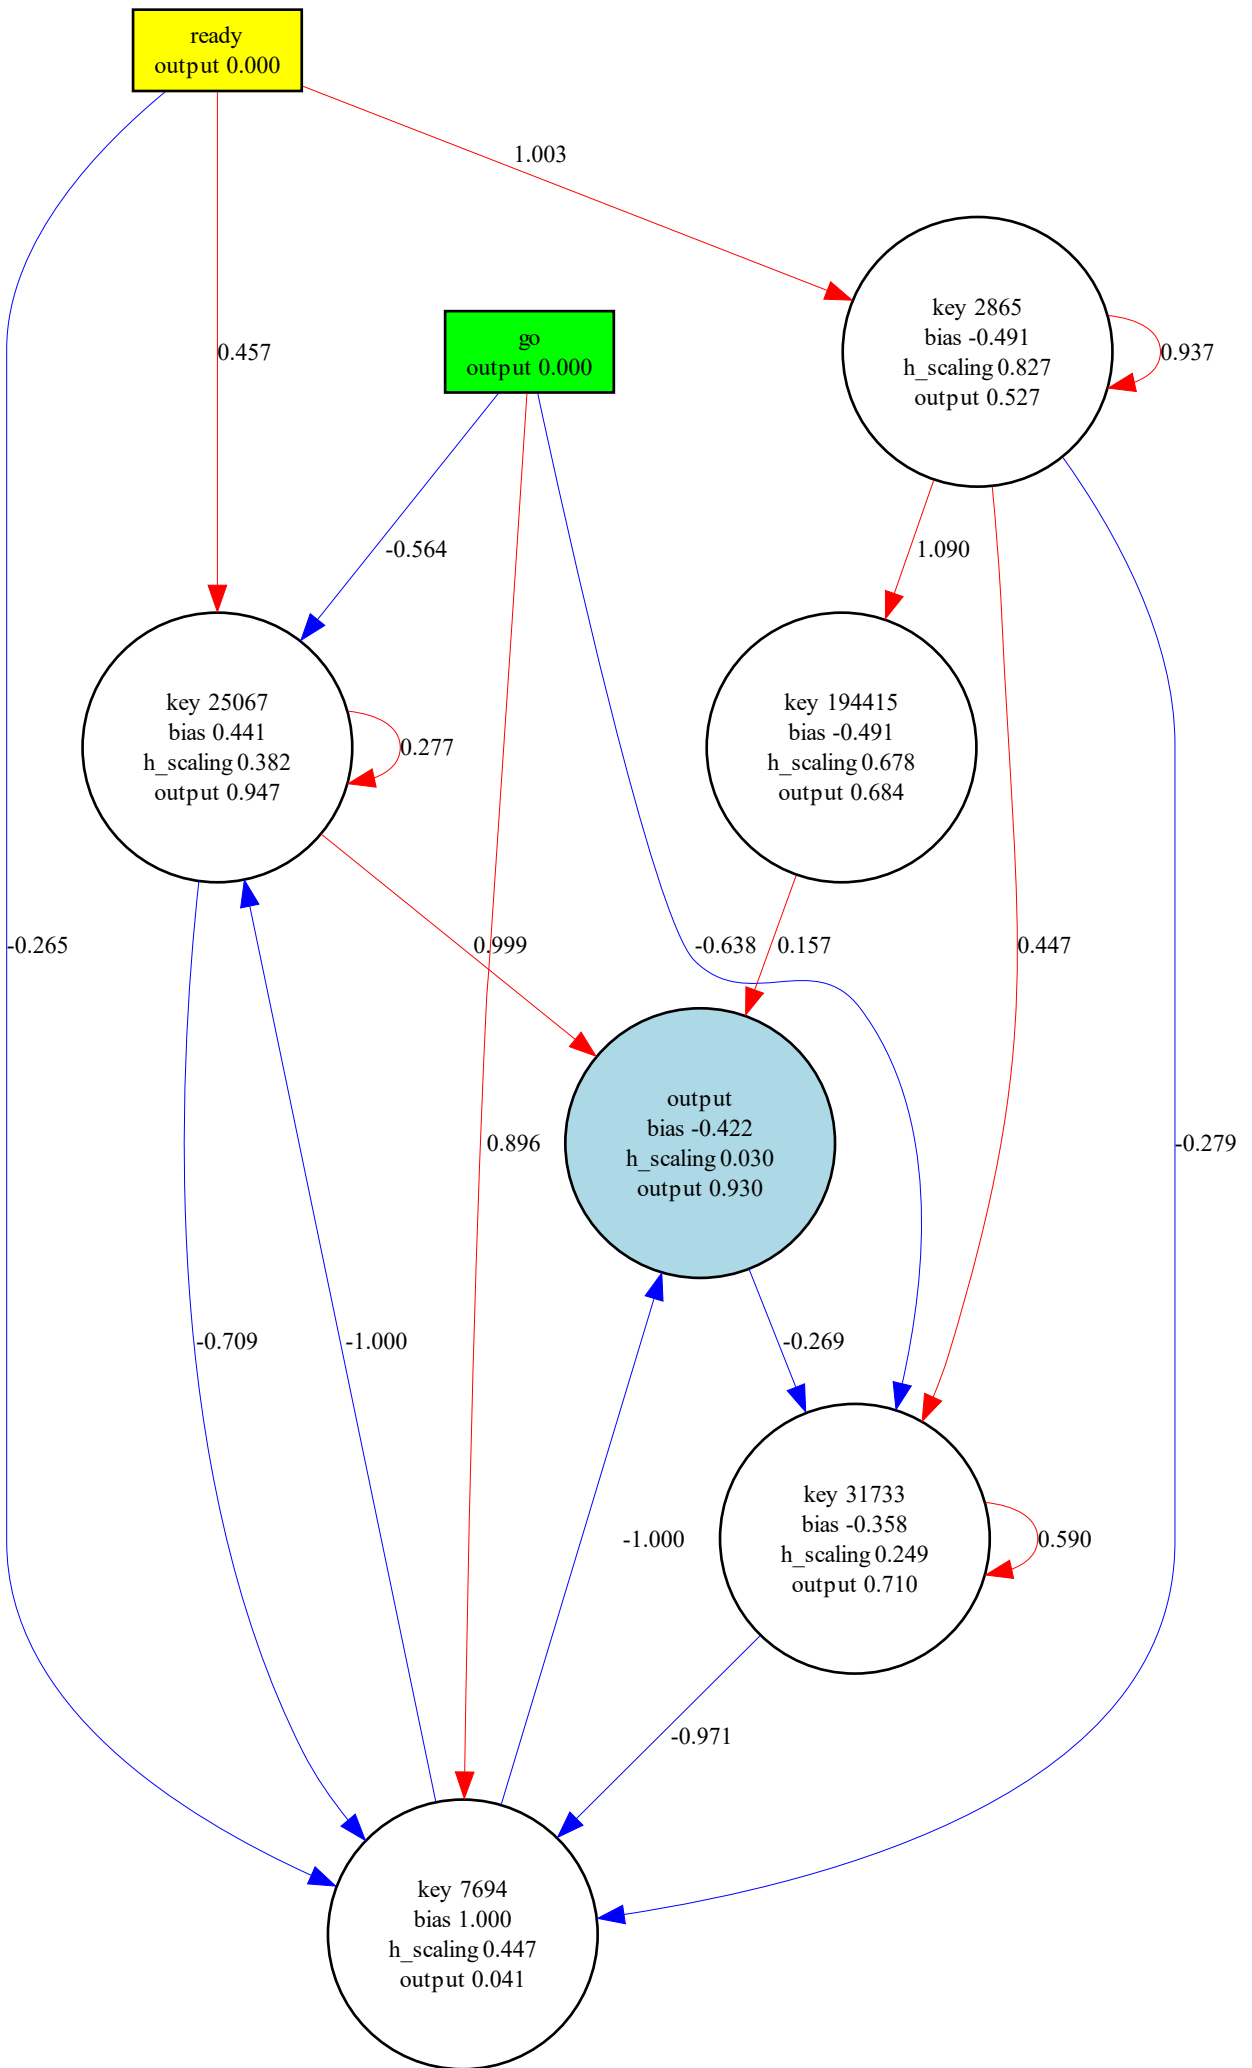 ready
output 0.000
1.003
go
output 0.000
key 2865
bias -0.491
h_scaling 0.827
output 0.527
0.457
0.937
-0.564
1.090
key 25067
bias 0.441
h_scaling 0.382
output 0.947
0.277
key 194415
bias -0.491
h_scaling 0.678
output 0.684
-0.265
0.999
-0.638
0.157
0.447
output
bias -0.422
h_scaling 0.030
output 0.930
0.896
-0.279
-0.709
-1.000
-0.269
key 31733
bias -0.358
h_scaling 0.249
output 0.710
-1.000
0.590
-0.971
key 7694
bias 1.000
h_scaling 0.447
output 0.041